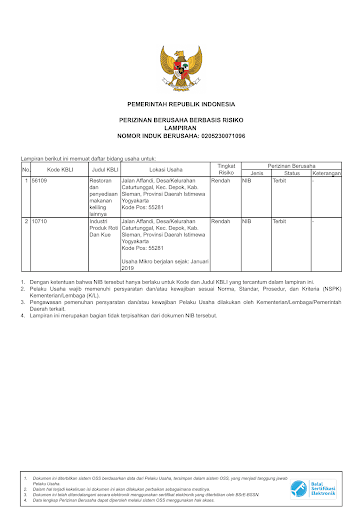 PEMERINTAH REPUBLIK INDONESIA
PERIZINAN BERUSAHA BERBASIS RISIKO
LAMPIRAN
NOMOR INDUK BERUSAHA: 0205230071096
Lampiran berikut ini memuat daftar bidang usaha untuk:
No. Kode KBLI Judul KBLI Lokasi Usaha Tingkat Risiko Perizinan Berusaha
Jenis Status Keterangan
1 56109 Restoran Jalan Affandi, Desa/Kelurahan Rendah NIB Terbit -
dan Caturtunggal, Kec. Depok, Kab.
penyediaan Sleman, Provinsi Daerah Istimewa
makanan Yogyakarta
keliling Kode Pos: 55281
lainnya
2 10710 Industri Jalan Affandi, Desa/Kelurahan Rendah NIB Terbit -
Produk Roti Caturtunggal, Kec. Depok, Kab.
Dan Kue Sleman, Provinsi Daerah Istimewa
Yogyakarta
Kode Pos: 55281
Usaha Mikro berjalan sejak: Januari
2019
1. Dengan ketentuan bahwa NIB tersebut hanya berlaku untuk Kode dan Judul KBLI yang tercantum dalam lampiran ini.
2. Pelaku Usaha wajib memenuhi persyaratan dan/atau kewajiban sesuai Norma, Standar, Prosedur, dan Kriteria (NSPK)
Kementerian/Lembaga (K/L).
3. Pengawasan pemenuhan persyaratan dan/atau kewajiban Pelaku Usaha dilakukan oleh Kementerian/Lembaga/Pemerintah
Daerah terkait.
4. Lampiran ini merupakan bagian tidak terpisahkan dari dokumen NIB tersebut.
1. Dokumen ini diterbitkan sistem OSS berdasarkan data dari Pelaku Usaha, tersimpan dalam sistem OSS, yang menjadi tanggung jawab
Pelaku Usaha.
2. Dalam hal terjadi kekeliruan isi dokumen ini akan dilakukan perbaikan sebagaimana mestinya.
3. Dokumen ini telah ditandatangani secara elektronik menggunakan sertifikat elektronik yang diterbitkan oleh BSrE-BSSN.
4. Data lengkap Perizinan Berusaha dapat diperoleh melalui sistem OSS menggunakan hak akses.
Balai
Sertifikasi
Elektronik